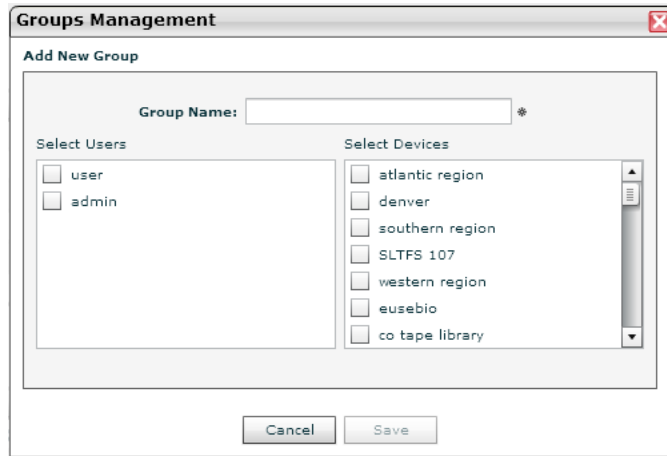 Groups Management
Add New Group
Group Name: *
Select Users
user
admin
Select Devices
atlantic region
denver
southern region
SLTFS 107
western region
eusebio
co tape library
Cancel
Save